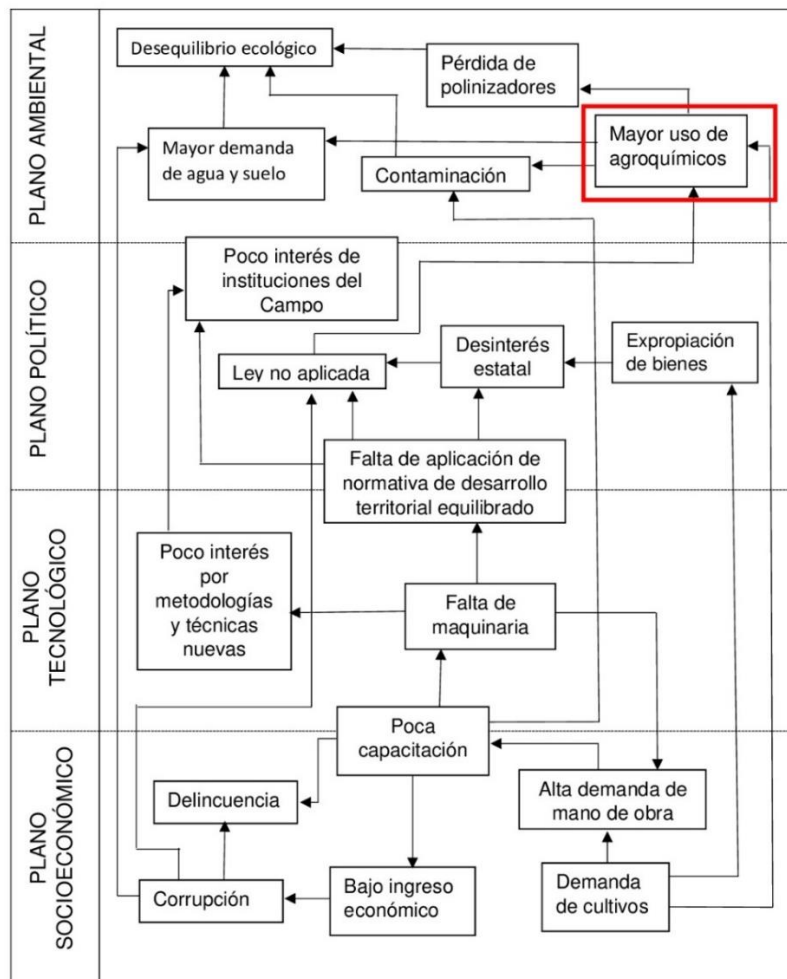 PLANO AMBIENTAL
Desequilibrio ecológico
Pérdida de
polinizadores
Mayor uso de
agroquímicos
Mayor demanda
de agua y suelo
Contaminación
PLANO POLÍTICO
Poco interés de
instituciones del
Campo
Ley no aplicada
Desinterés
estatal
Expropiación
de bienes
Falta de aplicación de
normativa de desarrollo
territorial equilibrado
PLANO
TECNOLÓGICO
Poco interés
por
metodologías
y técnicas
nuevas
Falta de
maquinaria
Poca
capacitación
PLANO
SOCIOECONÓMICO
Delincuencia
Alta demanda de
mano de obra
Corrupción
Bajo ingreso
económico
Demanda
de cultivos